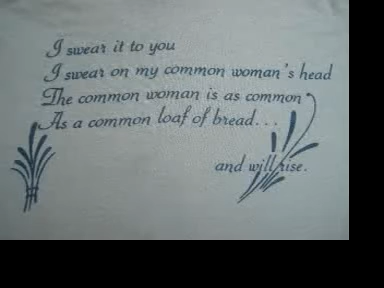 I swear it to you
I swear on my common woman's head
The common woman is as common
As a common loaf of bread...
and will rise.